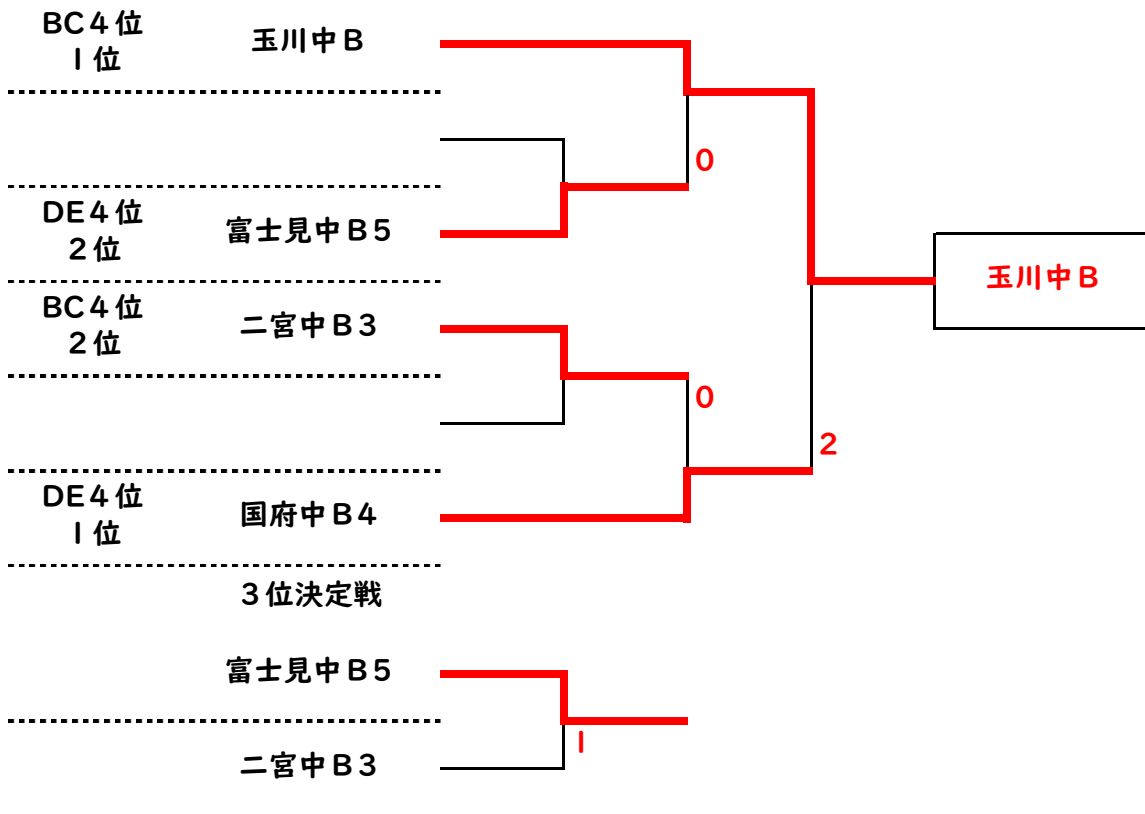 BC４位
１位
玉川中Ｂ
0
DE４位
２位
富士見中Ｂ5
玉川中Ｂ
BC４位
２位
二宮中Ｂ3
0
2
DE４位
１位
国府中Ｂ4
３位決定戦
富士見中Ｂ5
1
二宮中Ｂ3